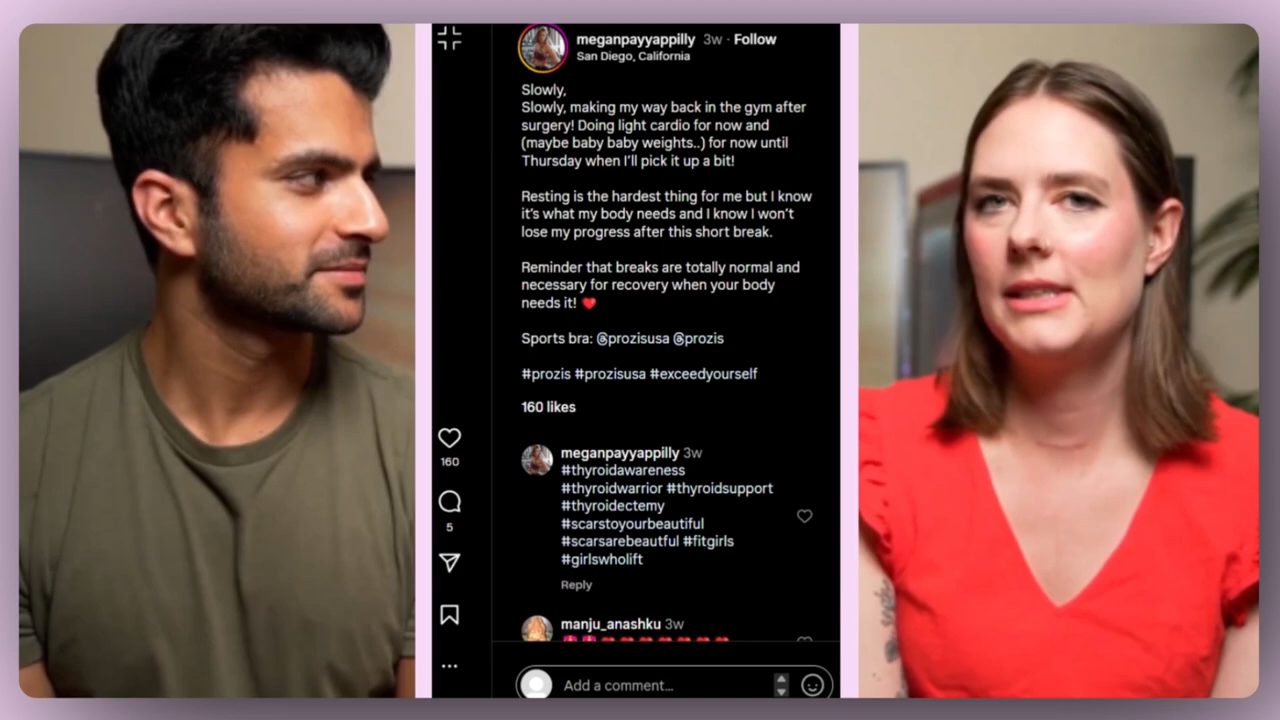 meganpayyappilly 3w · Follow
San Diego, California
Slowly,
Slowly, making my way back in the gym after
surgery! Doing light cardio for now and
(maybe baby baby weights..) for now until
Thursday when I'll pick it up a bit!
Resting is the hardest thing for me but I know
it's what my body needs and I know I won't
lose my progress after this short break.
Reminder that breaks are totally normal and
necessary for recovery when your body
needs it! ❤️
Sports bra: @prozisusa @prozis
#prozis #prozisusa #exceedyourself
160 likes
160
5
meganpayyappilly 3w
#thyroidawareness
#thyroidwarrior #thyroidsupport
#thyroidectemy
#scarstoyourbeautiful
#scarsarebeautful #fitgirls
#girlswholift
Reply
manju_anashku 3w
Add a comment...